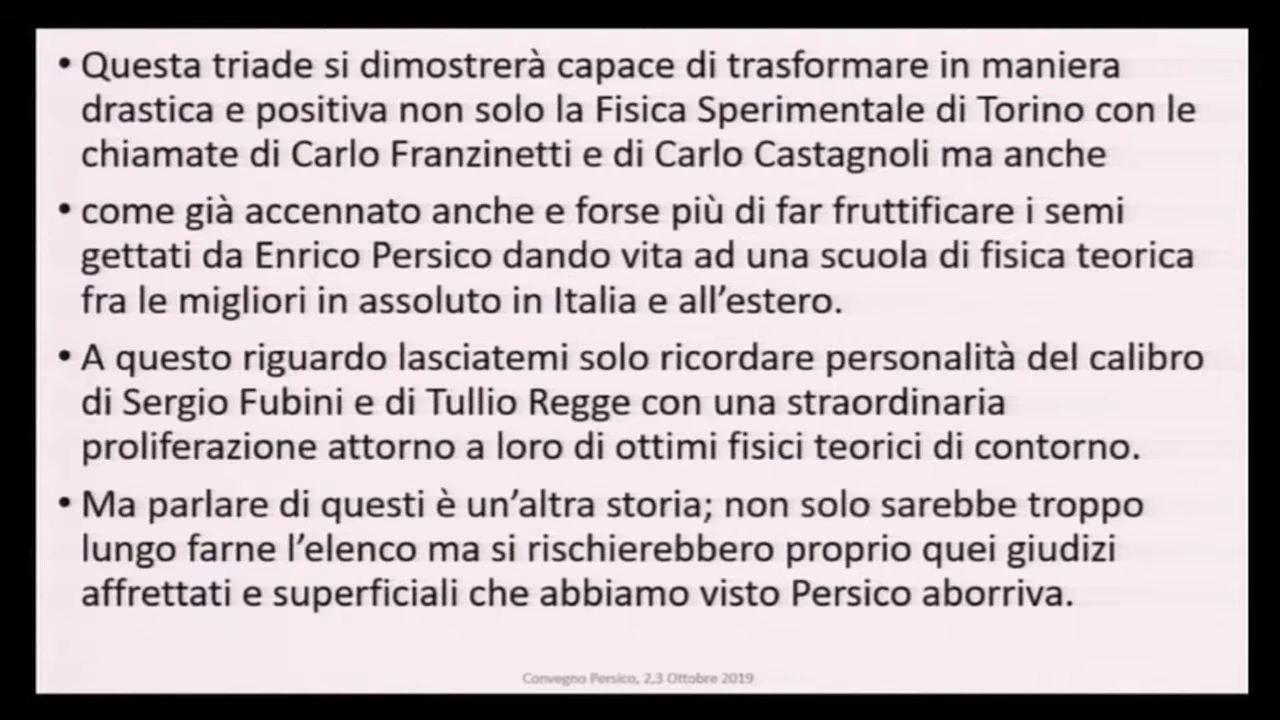 • Questa triade si dimostrerà capace di trasformare in maniera
drastica e positiva non solo la Fisica Sperimentale di Torino con le
chiamate di Carlo Franzinetti e di Carlo Castagnoli ma anche
• come già accennato anche e forse più di far fruttificare i semi
gettati da Enrico Persico dando vita ad una scuola di fisica teorica
fra le migliori in assoluto in Italia e all’estero.
• A questo riguardo lasciatemi solo ricordare personalità del calibro
di Sergio Fubini e di Tullio Regge con una straordinaria
proliferazione attorno a loro di ottimi fisici teorici di contorno.
• Ma parlare di questi è un’altra storia; non solo sarebbe troppo
lungo farne l’elenco ma si rischierebbero proprio quei giudizi
affrettati e superficiali che abbiamo visto Persico aborriva.
Convegno Persico, 2,3 Ottobre 2019